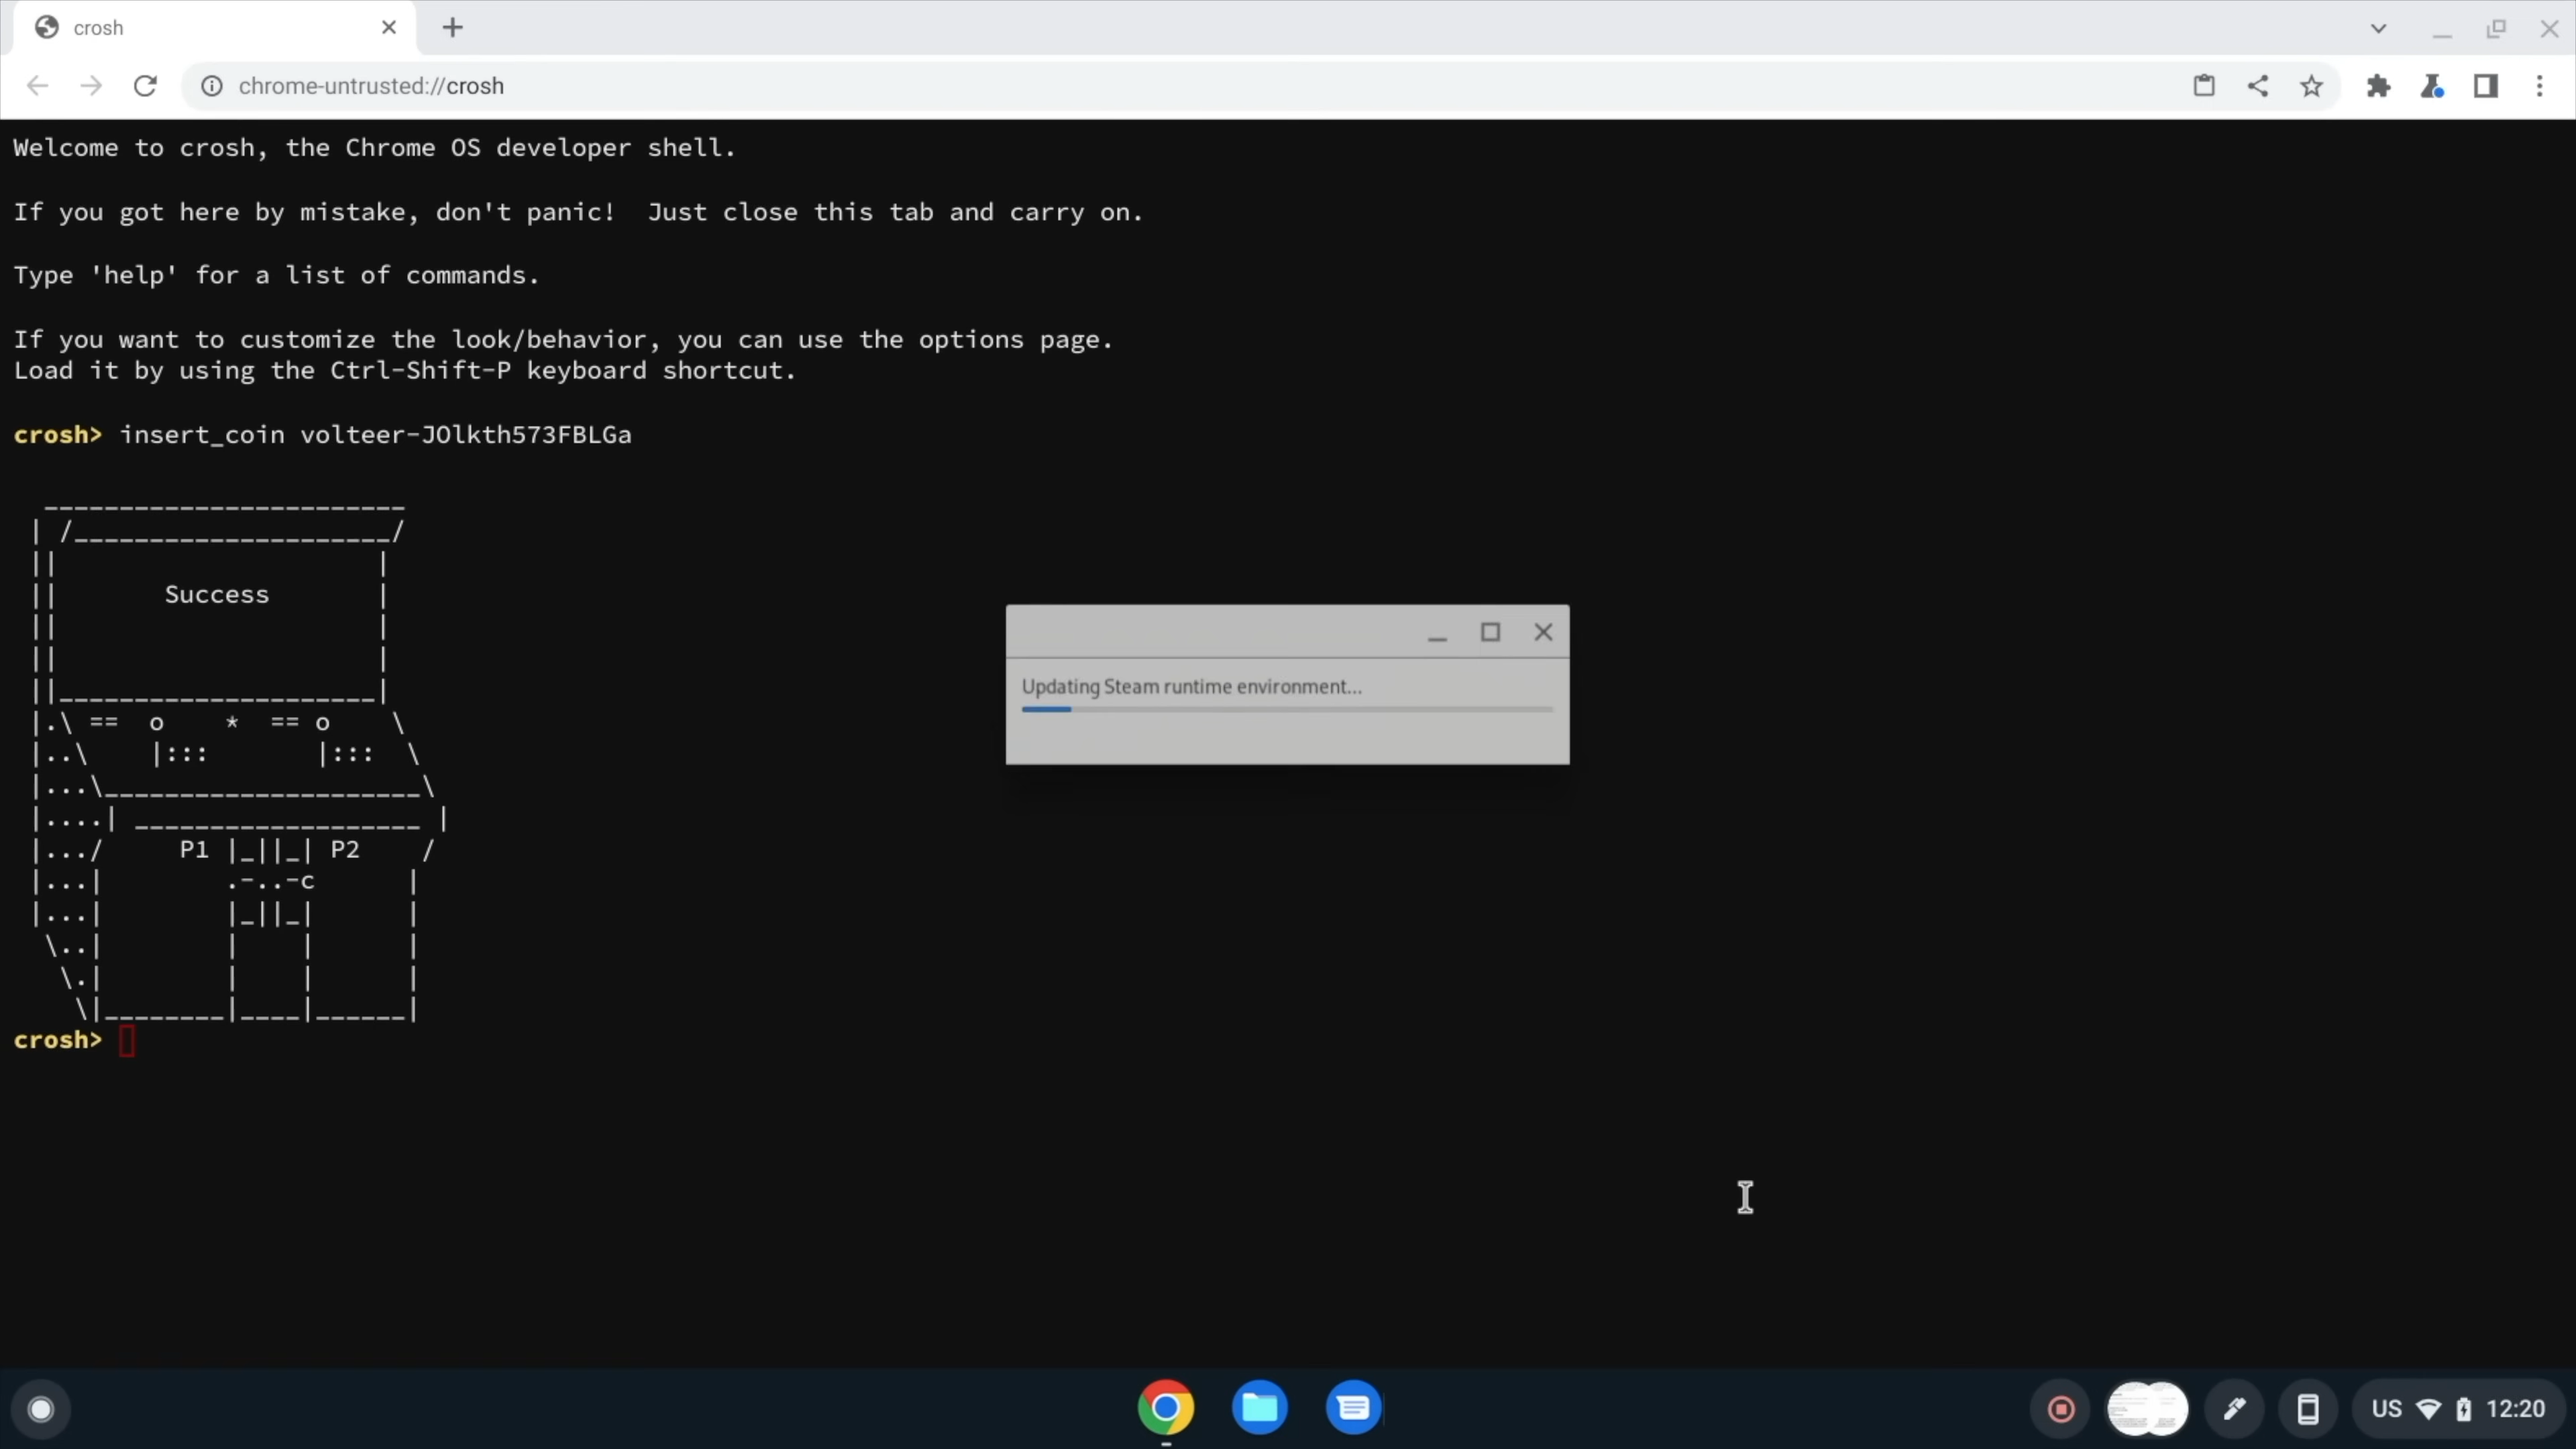 crosh
chrome-untrusted://crosh
Welcome to crosh, the Chrome OS developer shell.
If you got here by mistake, don't panic!  Just close this tab and carry on.
Type 'help' for a list of commands.
If you want to customize the look/behavior, you can use the options page.
Load it by using the Ctrl-Shift-P keyboard shortcut.
crosh> insert_coin volteer-JOlkth573FBLGa
Success
Updating Steam runtime environment...
P1 P2
crosh>
US 12:20